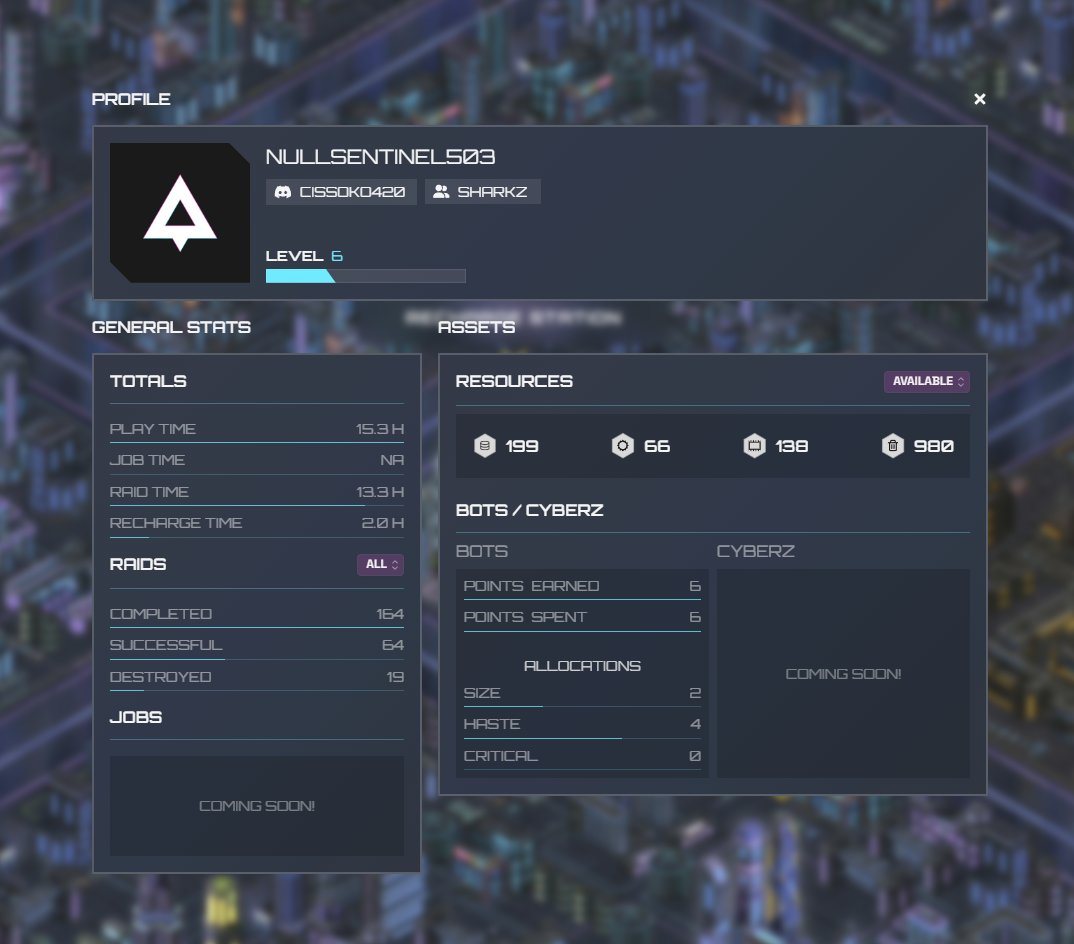 PROFILE
NULLSENTINEL503
CISSOKO420 SHARKZ
LEVEL 6
GENERAL STATS
TOTALS
PLAY TIME 15.3 H
JOB TIME NA
RAID TIME 13.3 H
RECHARGE TIME 2.0 H
RAIDS ALL
COMPLETED 164
SUCCESSFUL 64
DESTROYED 19
JOBS
COMING SOON!
ASSETS
RESOURCES AVAILABLE
199 66 138 980
BOTS / CYBERZ
BOTS CYBERZ
POINTS EARNED 6
POINTS SPENT 6
ALLOCATIONS
SIZE 2
HASTE 4
CRITICAL 0
COMING SOON!